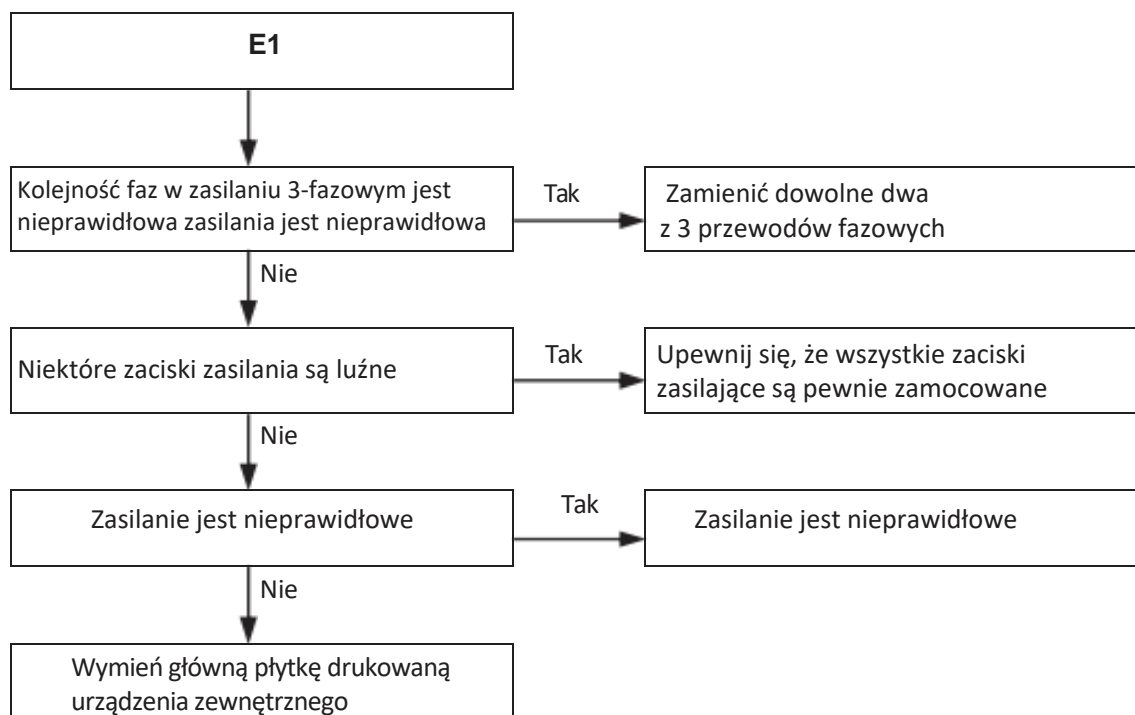 E1
Kolejność faz w zasilaniu 3-fazowym jest
nieprawidłowa zasilania jest nieprawidłowa
Tak
Zamienić dowolne dwa
z 3 przewodów fazowych
Nie
Niektóre zaciski zasilania są luźne
Tak
Upewnij się, że wszystkie zaciski
zasilające są pewnie zamocowane
Nie
Zasilanie jest nieprawidłowe
Tak
Zasilanie jest nieprawidłowe
Nie
Wymień główną płytkę drukowaną
urządzenia zewnętrznego